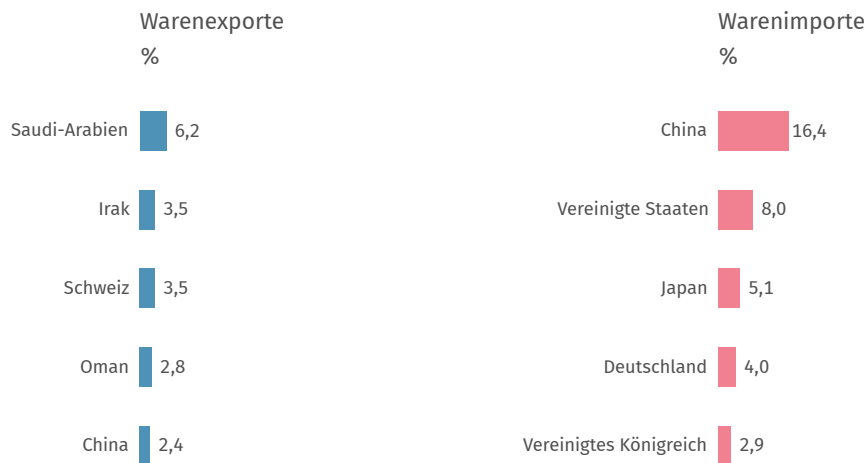 Warenexporte
%
Saudi-Arabien 6,2
Irak 3,5
Schweiz 3,5
Oman 2,8
China 2,4
Warenimporte
%
China 16,4
Vereinigte Staaten 8,0
Japan 5,1
Deutschland 4,0
Vereinigtes Königreich 2,9